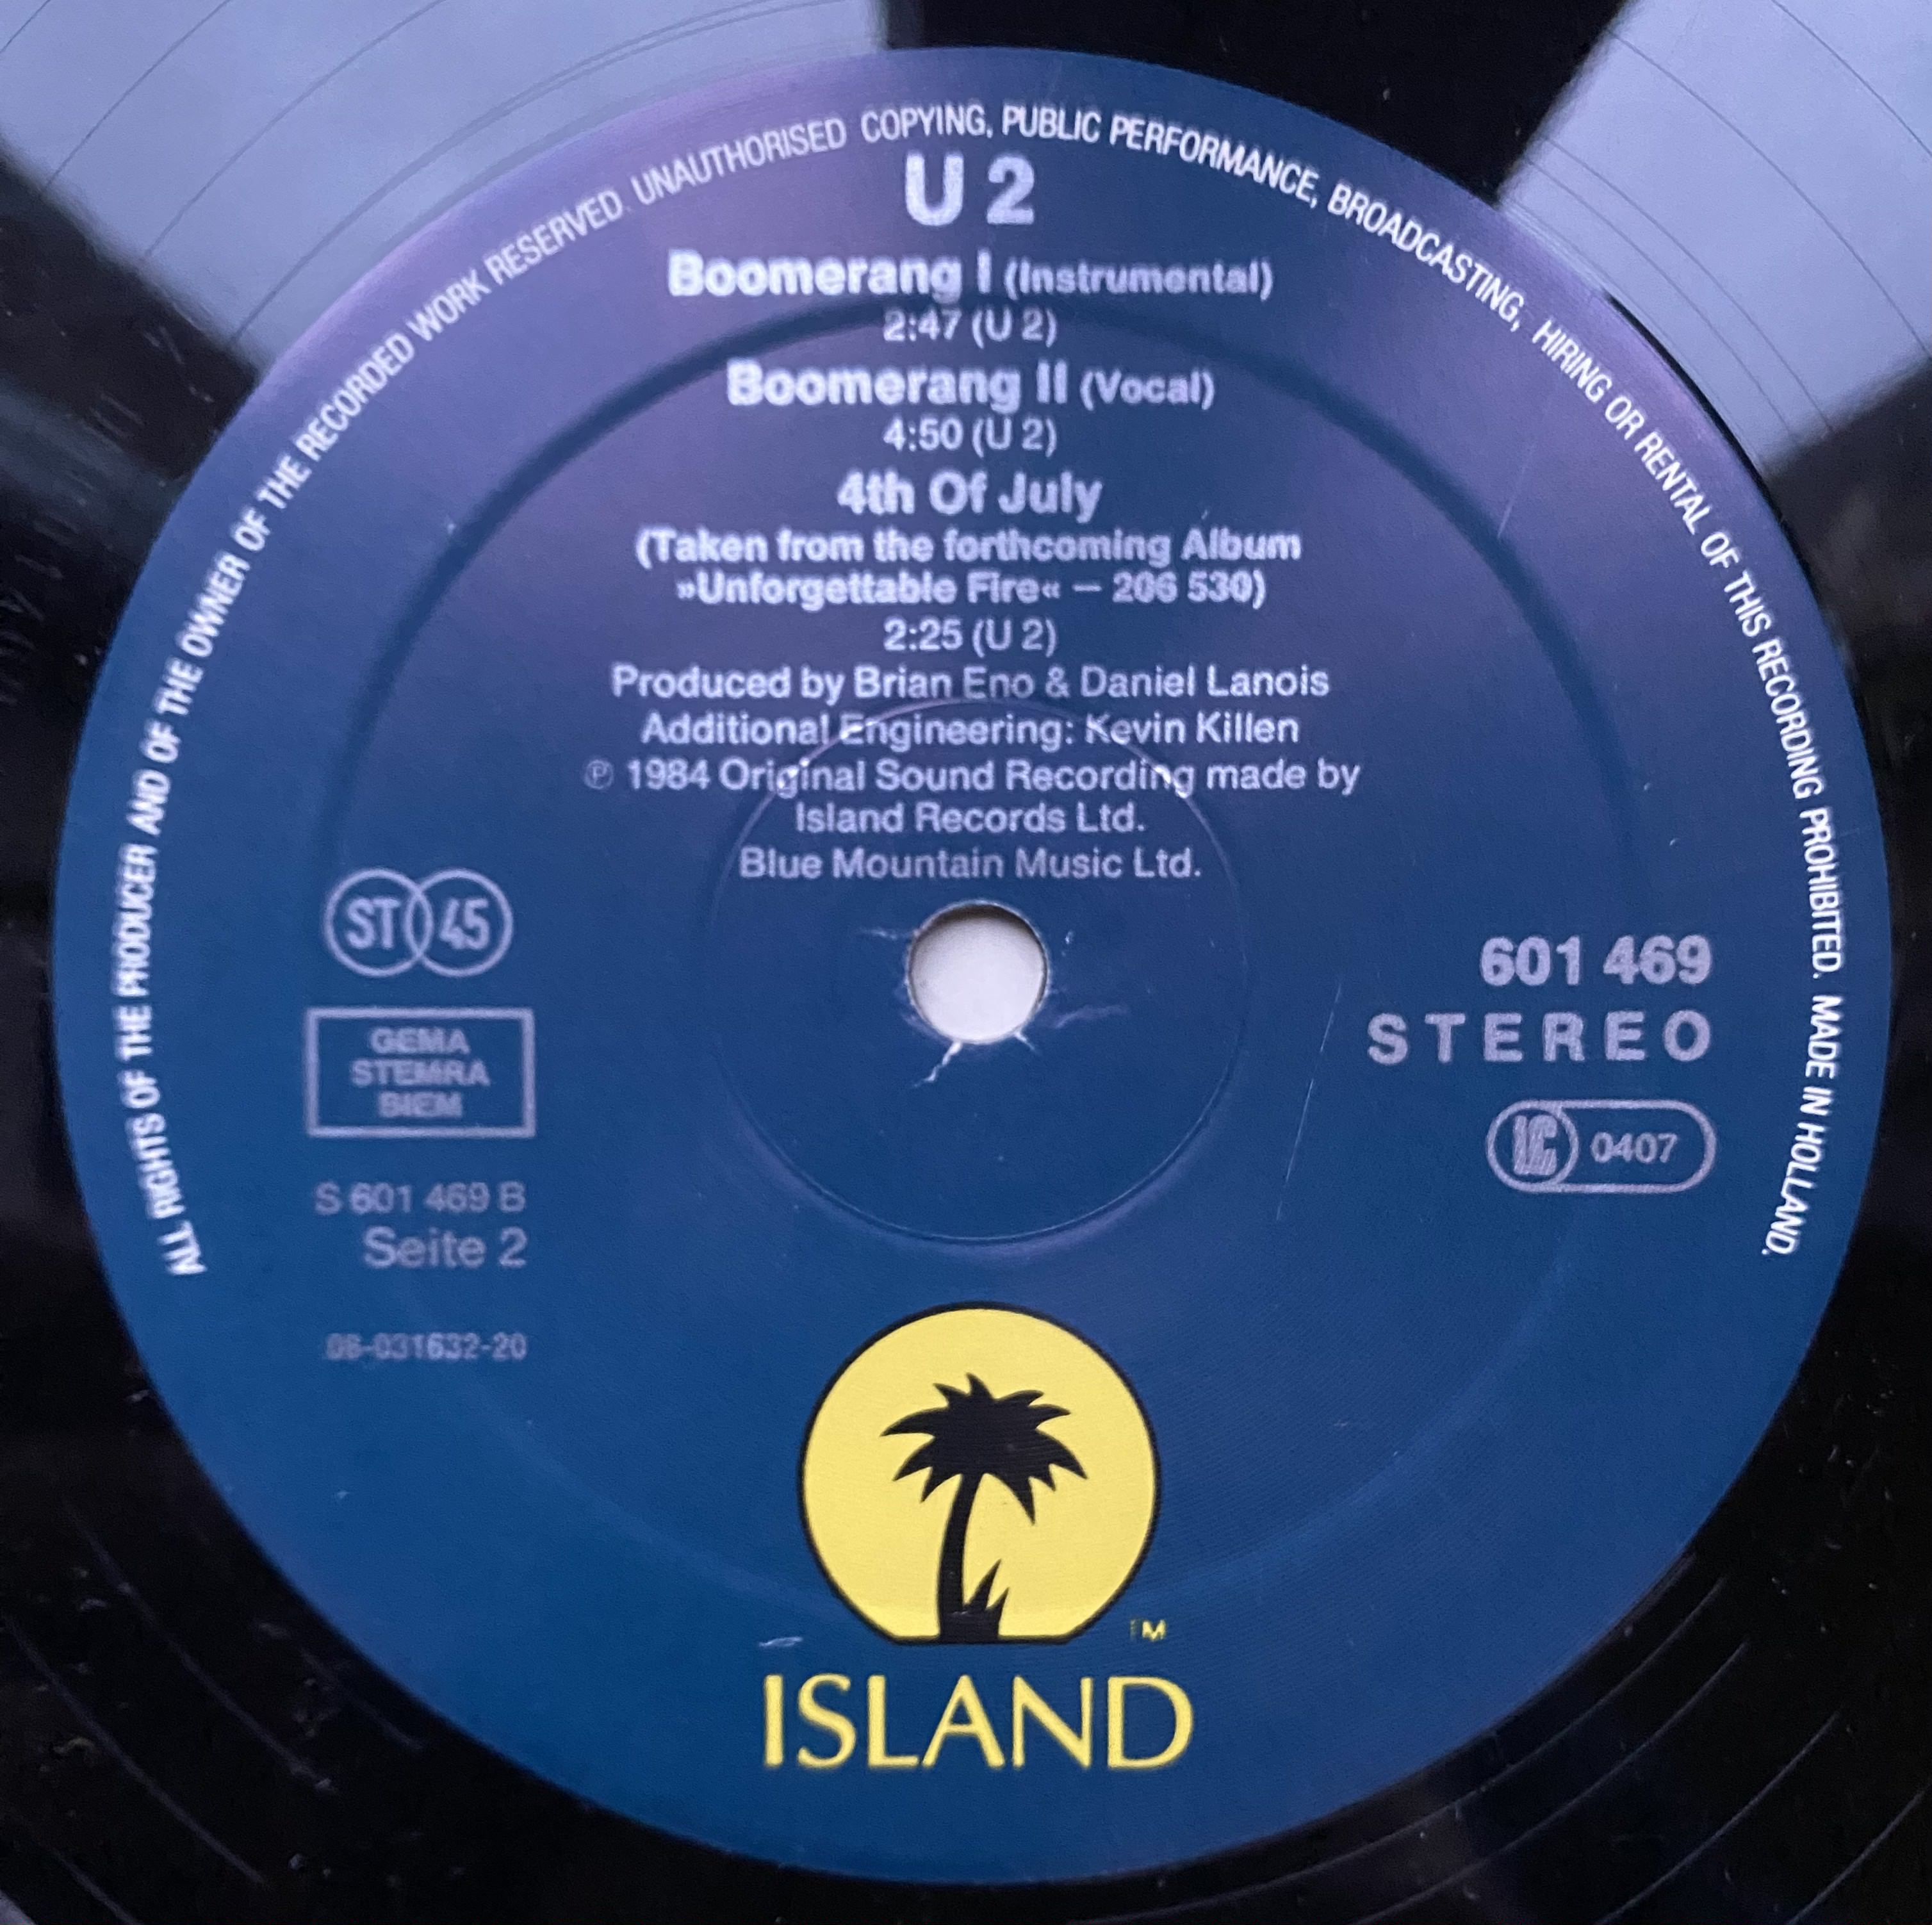 ALL RIGHTS OF THE PRODUCER AND OF THE OWNER OF THE RECORDED WORK RESERVED. UNAUTHORISED COPYING, PUBLIC PERFORMANCE, BROADCASTING, HIRING OR RENTAL OF THIS RECORDING PROHIBITED. MADE IN HOLLAND.
U 2
Boomerang I (Instrumental)
2:47 (U 2)
Boomerang II (Vocal)
4:50 (U 2)
4th Of July
(Taken from the forthcoming Album
»Unforgettable Fire« – 206 530)
2:25 (U 2)
Produced by Brian Eno & Daniel Lanois
Additional Engineering: Kevin Killen
℗ 1984 Original Sound Recording made by
Island Records Ltd.
Blue Mountain Music Ltd.
ST 45
GEMA
STEMRA
BIEM
S 601 469 B
Seite 2
06-031632-20
601 469
STEREO
LC 0407
TM
ISLAND